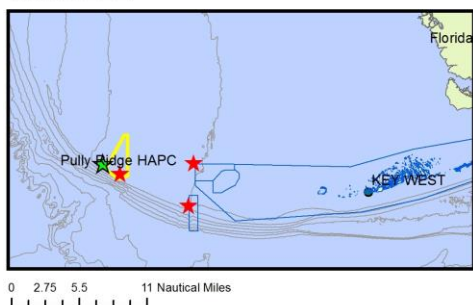 Florida
Pully Ridge HAPC
KEY WEST
0 2.75 5.5 11 Nautical Miles